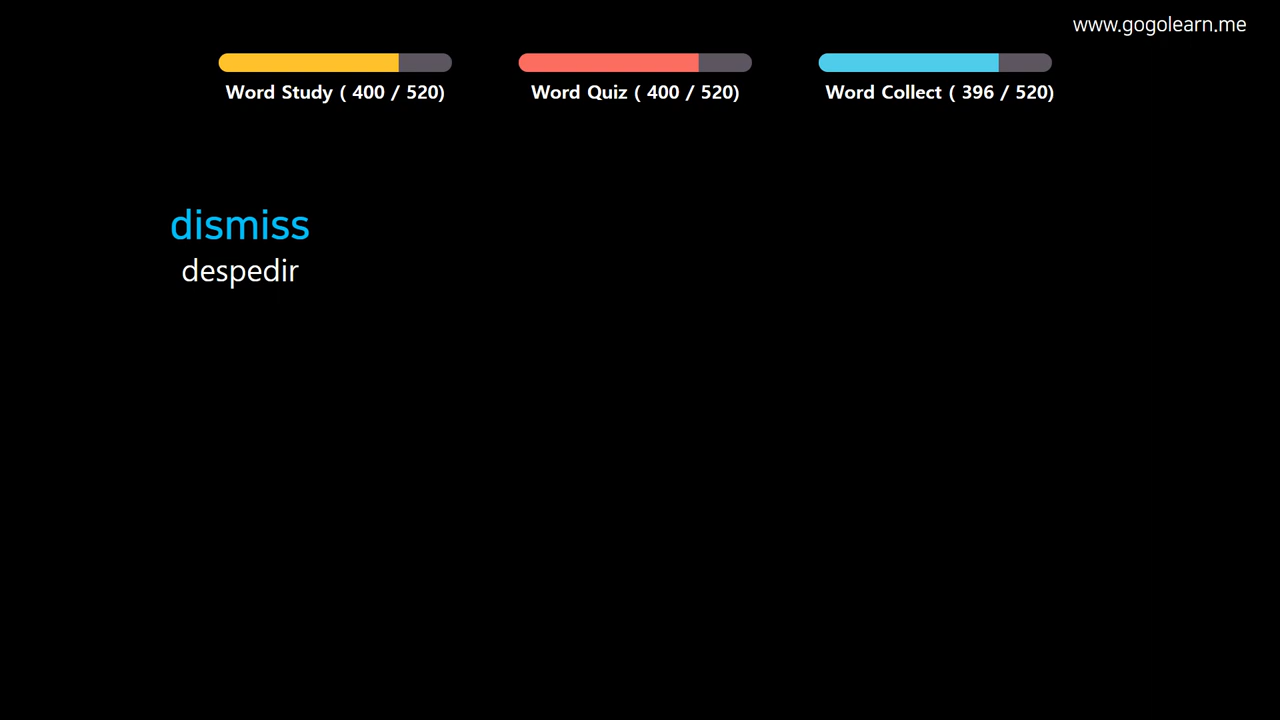 www.gogolearn.me
Word Study ( 400 / 520)
Word Quiz ( 400 / 520)
Word Collect ( 396 / 520)
dismiss
despedir